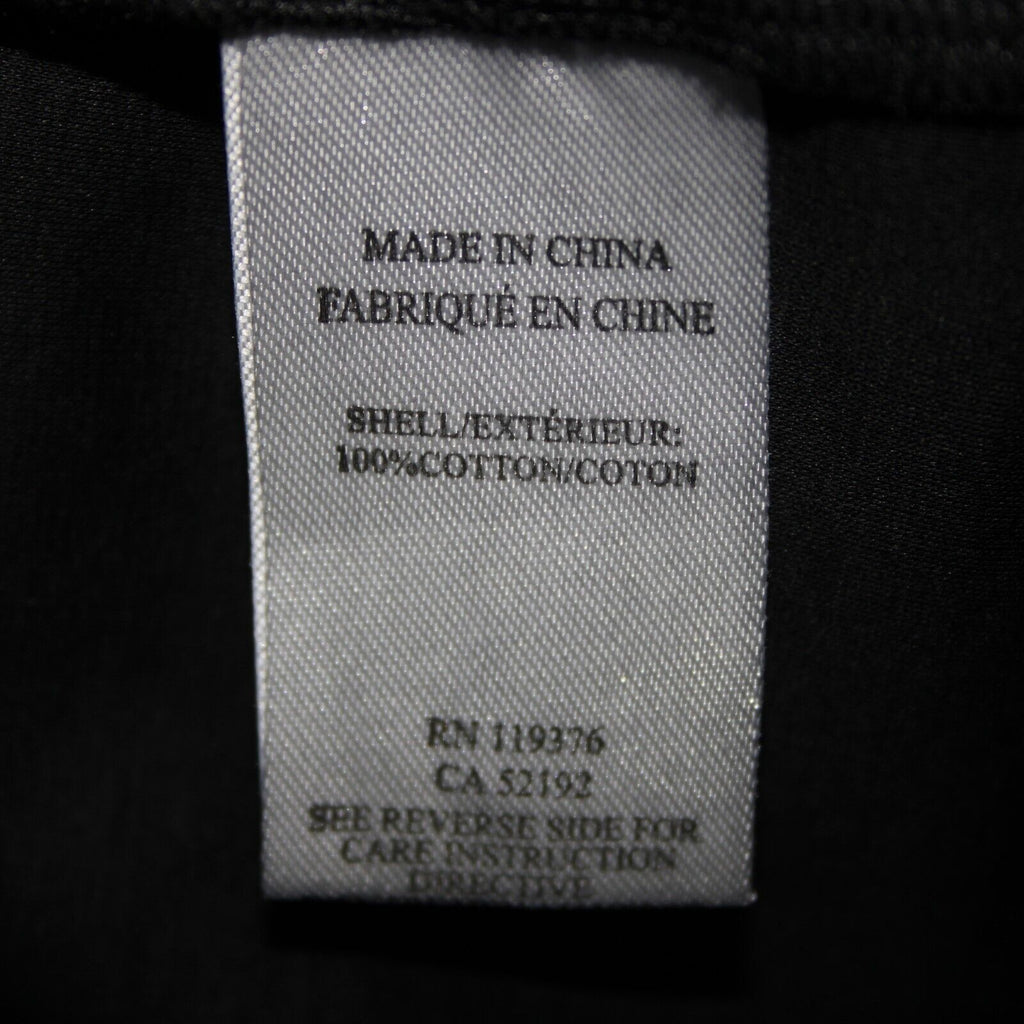 MADE IN CHINA
FABRIQUÉ EN CHINE
SHELL/EXTÉRIEUR:
100%COTTON/COTON
RN 119376
CA 52192
SEE REVERSE SIDE FOR
CARE INSTRUCTION
DIRECTIVE